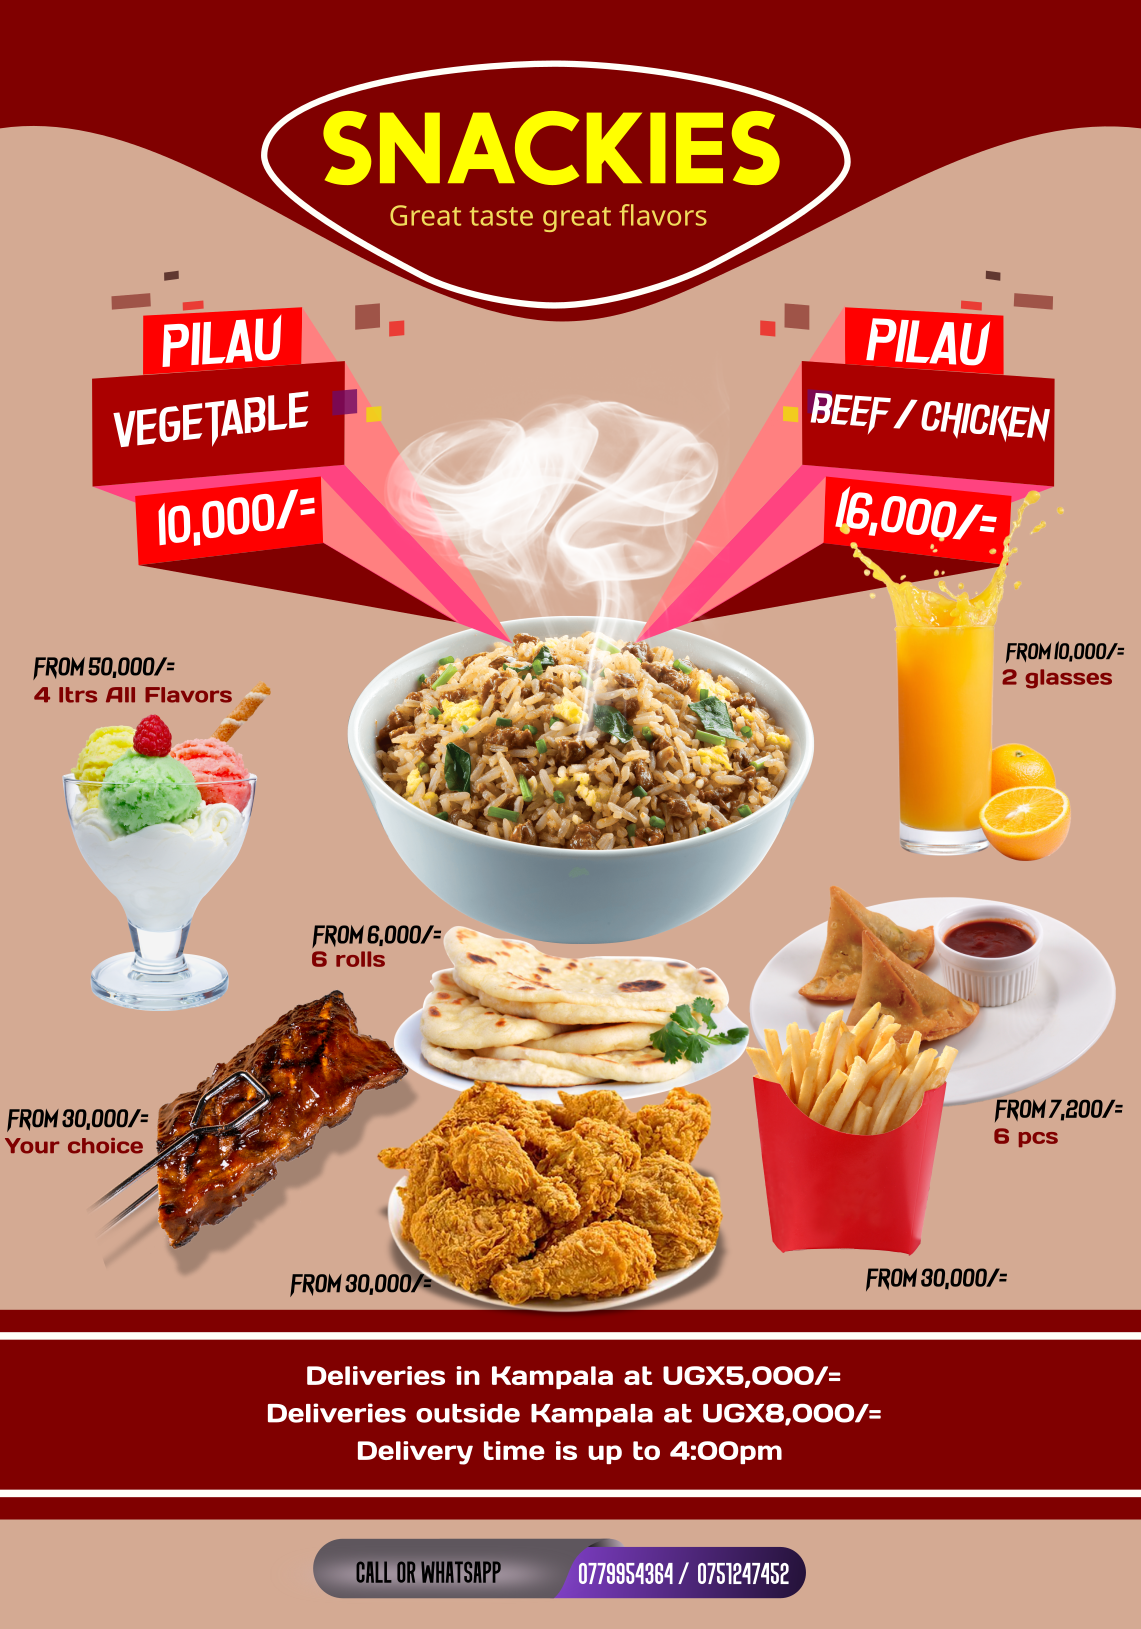 SNACKIES
Great taste great flavors
PILAU
VEGETABLE
10,000/=
PILAU
BEEF / CHICKEN
16,000/=
FROM 50,000/=
4 ltrs All Flavors
FROM 10,000/=
2 glasses
FROM 6,000/=
6 rolls
FROM 30,000/=
Your choice
FROM 7,200/=
6 pcs
FROM 30,000/=
FROM 30,000/=
Deliveries in Kampala at UGX5,000/=
Deliveries outside Kampala at UGX8,000/=
Delivery time is up to 4:00pm
CALL OR WHATSAPP
0779954364 / 0751247452